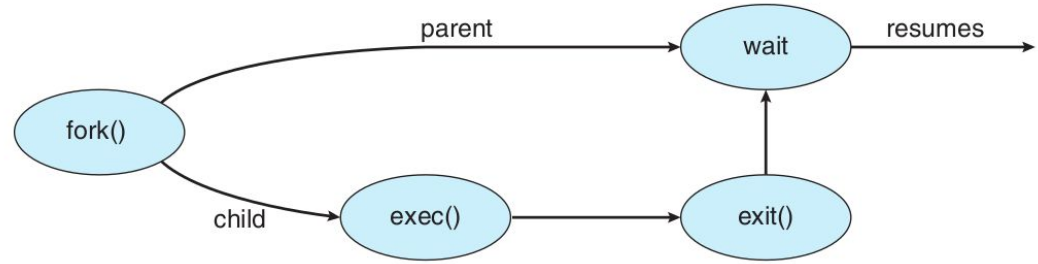 parent
wait
resumes
fork()
child
exec()
exit()